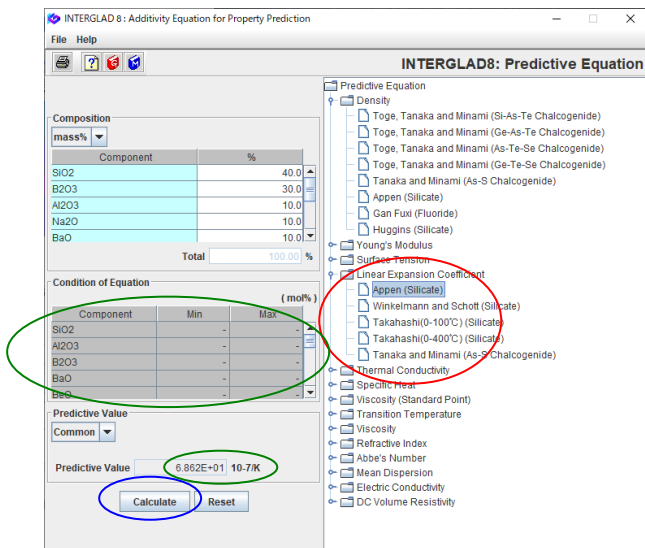 INTERGLAD 8 : Additivity Equation for Property Prediction
File Help
INTERGLAD8: Predictive Equation
Composition
mass%
Component %
SiO2 40.0
B2O3 30.0
Al2O3 10.0
Na2O 10.0
BaO 10.0
Total 100.00 %
Condition of Equation
( mol% )
Component Min Max
SiO2 - -
Al2O3 - -
B2O3 - -
BaO - -
BeO - -
Predictive Value
Common
Predictive Value 6.862E+01 10-7/K
Calculate Reset
Predictive Equation
Density
Toge, Tanaka and Minami (Si-As-Te Chalcogenide)
Toge, Tanaka and Minami (Ge-As-Te Chalcogenide)
Toge, Tanaka and Minami (As-Te-Se Chalcogenide)
Toge, Tanaka and Minami (Ge-Te-Se Chalcogenide)
Tanaka and Minami (As-S Chalcogenide)
Appen (Silicate)
Gan Fuxi (Fluoride)
Huggins (Silicate)
Young's Modulus
Surface Tension
Linear Expansion Coefficient
Appen (Silicate)
Winkelmann and Schott (Silicate)
Takahashi(0-100℃) (Silicate)
Takahashi(0-400℃) (Silicate)
Tanaka and Minami (As-S Chalcogenide)
Thermal Conductivity
Specific Heat
Viscosity (Standard Point)
Transition Temperature
Viscosity
Refractive Index
Abbe's Number
Mean Dispersion
Electric Conductivity
DC Volume Resistivity